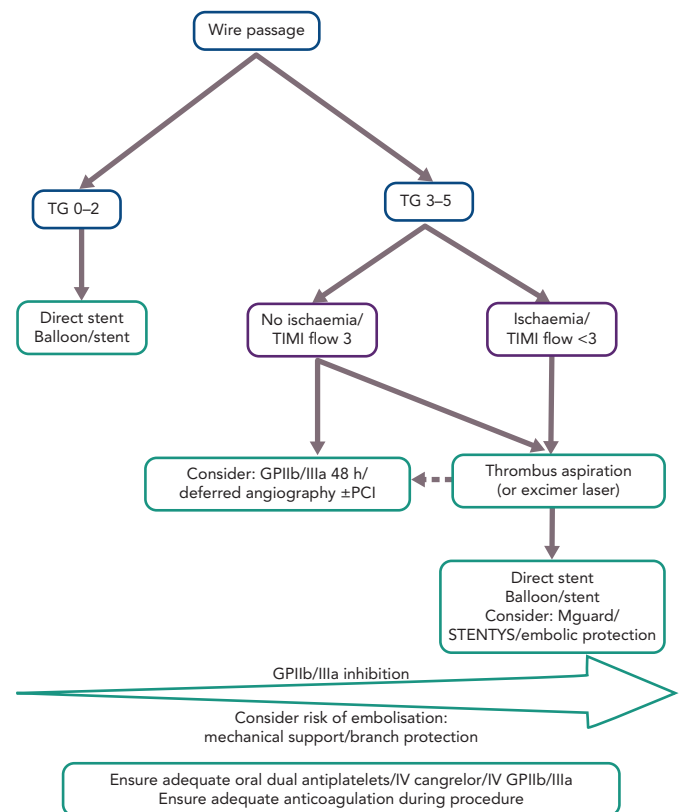 Wire passage
TG 0–2
TG 3–5
Direct stent
Balloon/stent
No ischaemia/
TIMI flow 3
Ischaemia/
TIMI flow <3
Consider: GPIIb/IIIa 48 h/
deferred angiography ±PCI
Thrombus aspiration
(or excimer laser)
Direct stent
Balloon/stent
Consider: Mguard/
STENTYS/embolic protection
GPIIb/IIIa inhibition
Consider risk of embolisation:
mechanical support/branch protection
Ensure adequate oral dual antiplatelets/IV cangrelor/IV GPIIb/IIIa
Ensure adequate anticoagulation during procedure